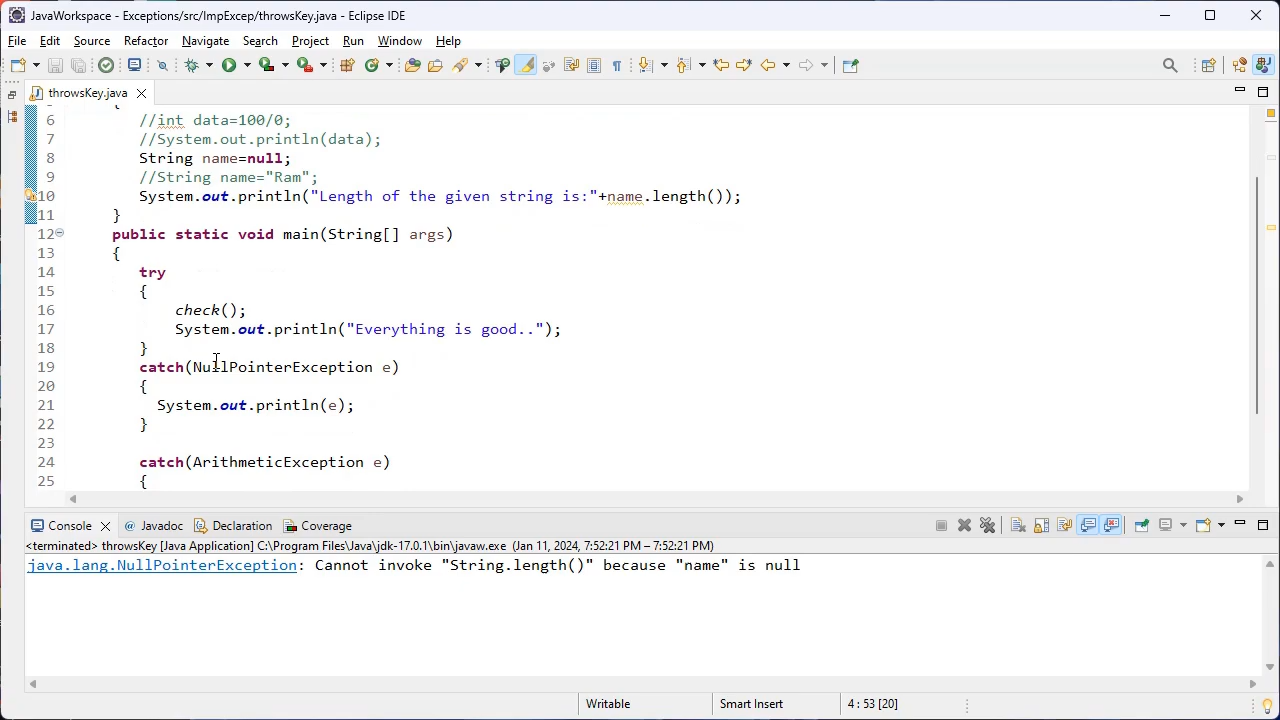 JavaWorkspace - Exceptions/src/ImpExcep/throwsKey.java - Eclipse IDE
File Edit Source Refactor Navigate Search Project Run Window Help
throwsKey.java
6 //int data=100/0;
7 //System.out.println(data);
8 String name=null;
9 //String name="Ram";
10 System.out.println("Length of the given string is:"+name.length());
11 }
12 public static void main(String[] args)
13 {
14 try
15 {
16 check();
17 System.out.println("Everything is good..");
18 }
19 catch(NullPointerException e)
20 {
21 System.out.println(e);
22 }
23
24 catch(ArithmeticException e)
25 {
Console @ Javadoc Declaration Coverage
<terminated> throwsKey [Java Application] C:\Program Files\Java\jdk-17.0.1\bin\javaw.exe (Jan 11, 2024, 7:52:21 PM – 7:52:21 PM)
java.lang.NullPointerException: Cannot invoke "String.length()" because "name" is null
Writable Smart Insert 4 : 53 [20]